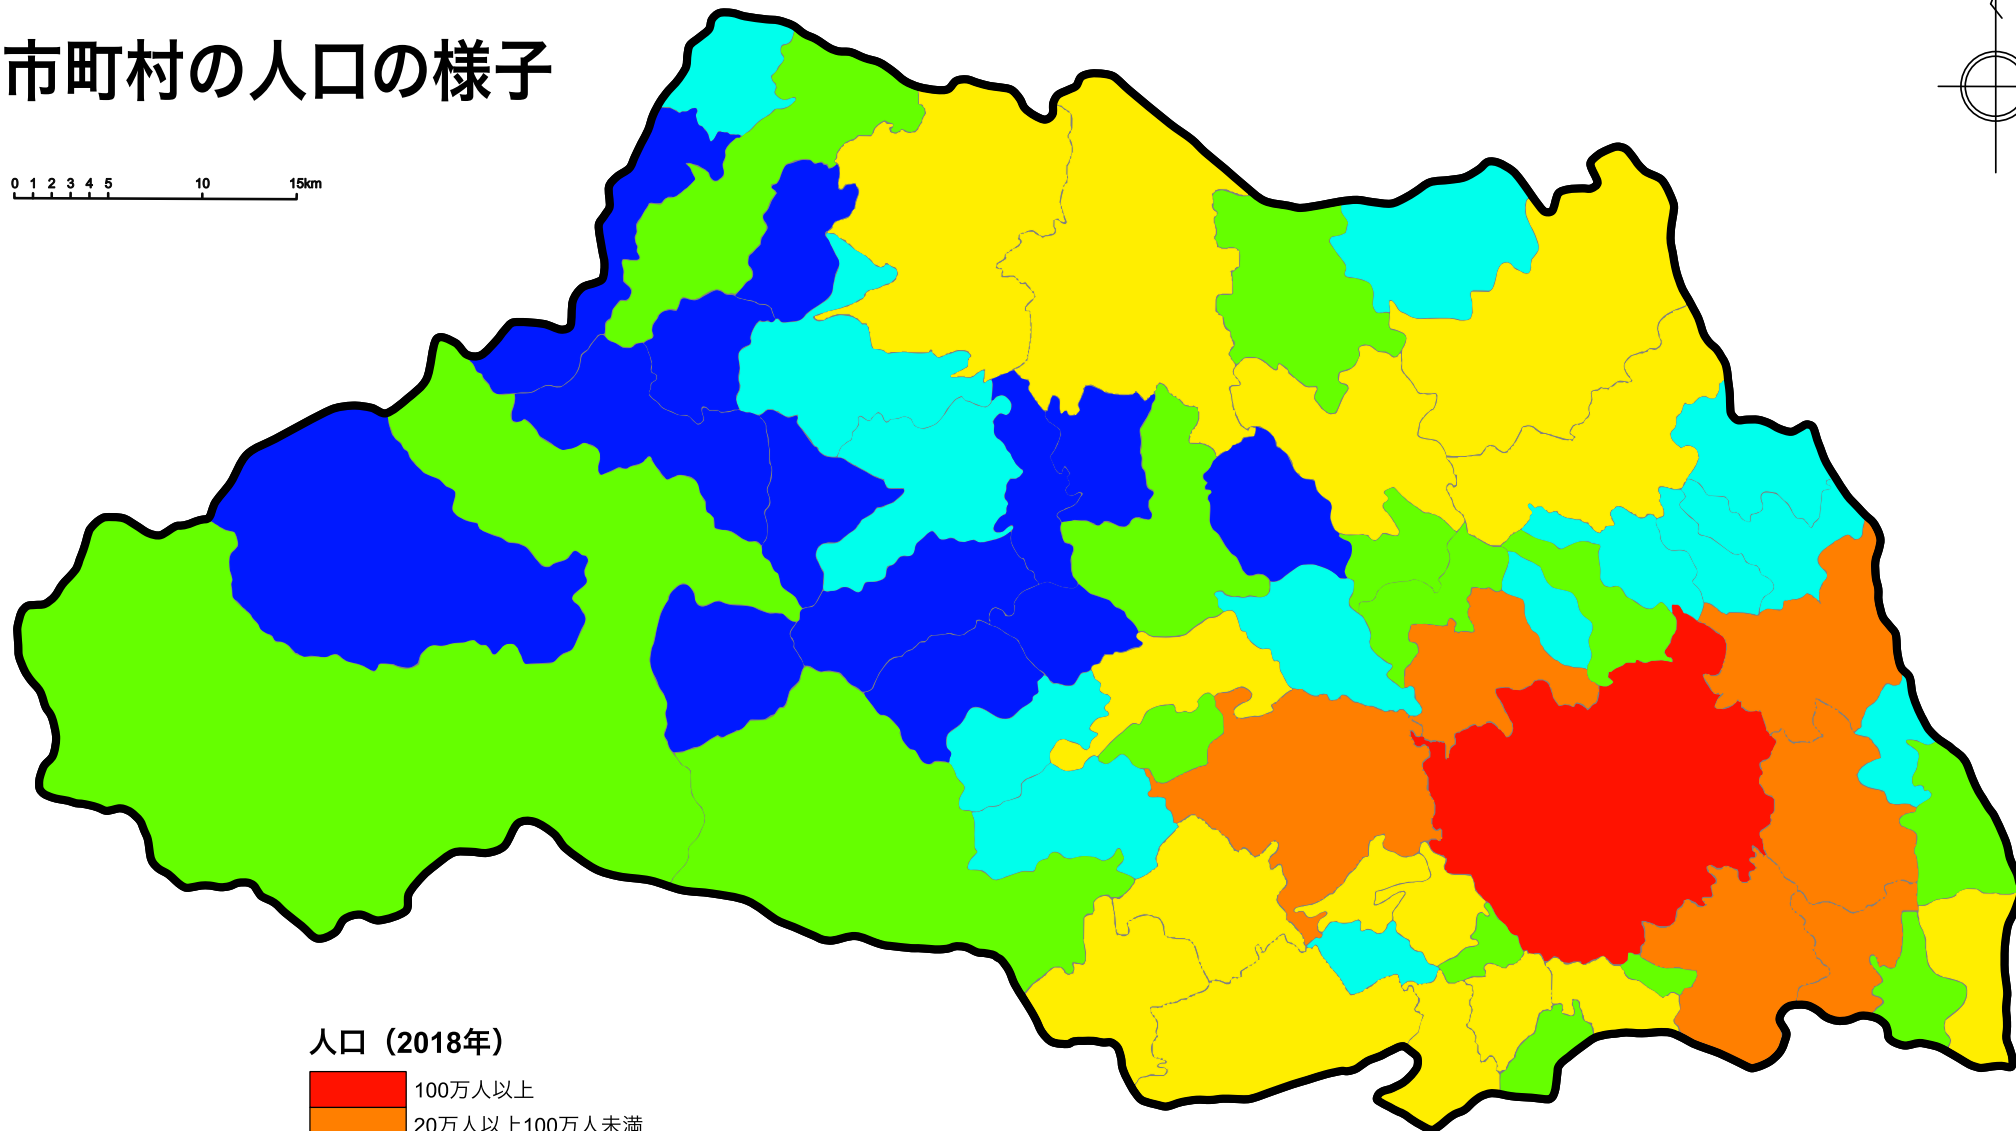 市町村の人口の様子
0 1 2 3 4 5 10 15km
人口（2018年）
100万人以上
20万人以上100万人未満